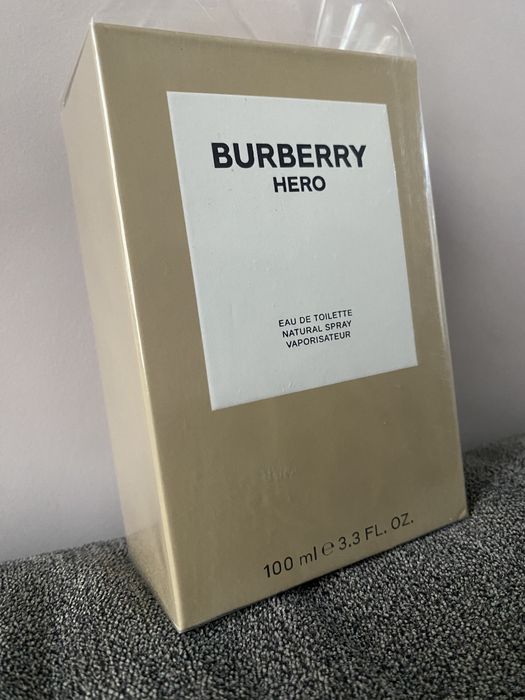 BURBERRY
HERO
EAU DE TOILETTE
NATURAL SPRAY
VAPORISATEUR
100 ml ℮ 3.3 FL. OZ.